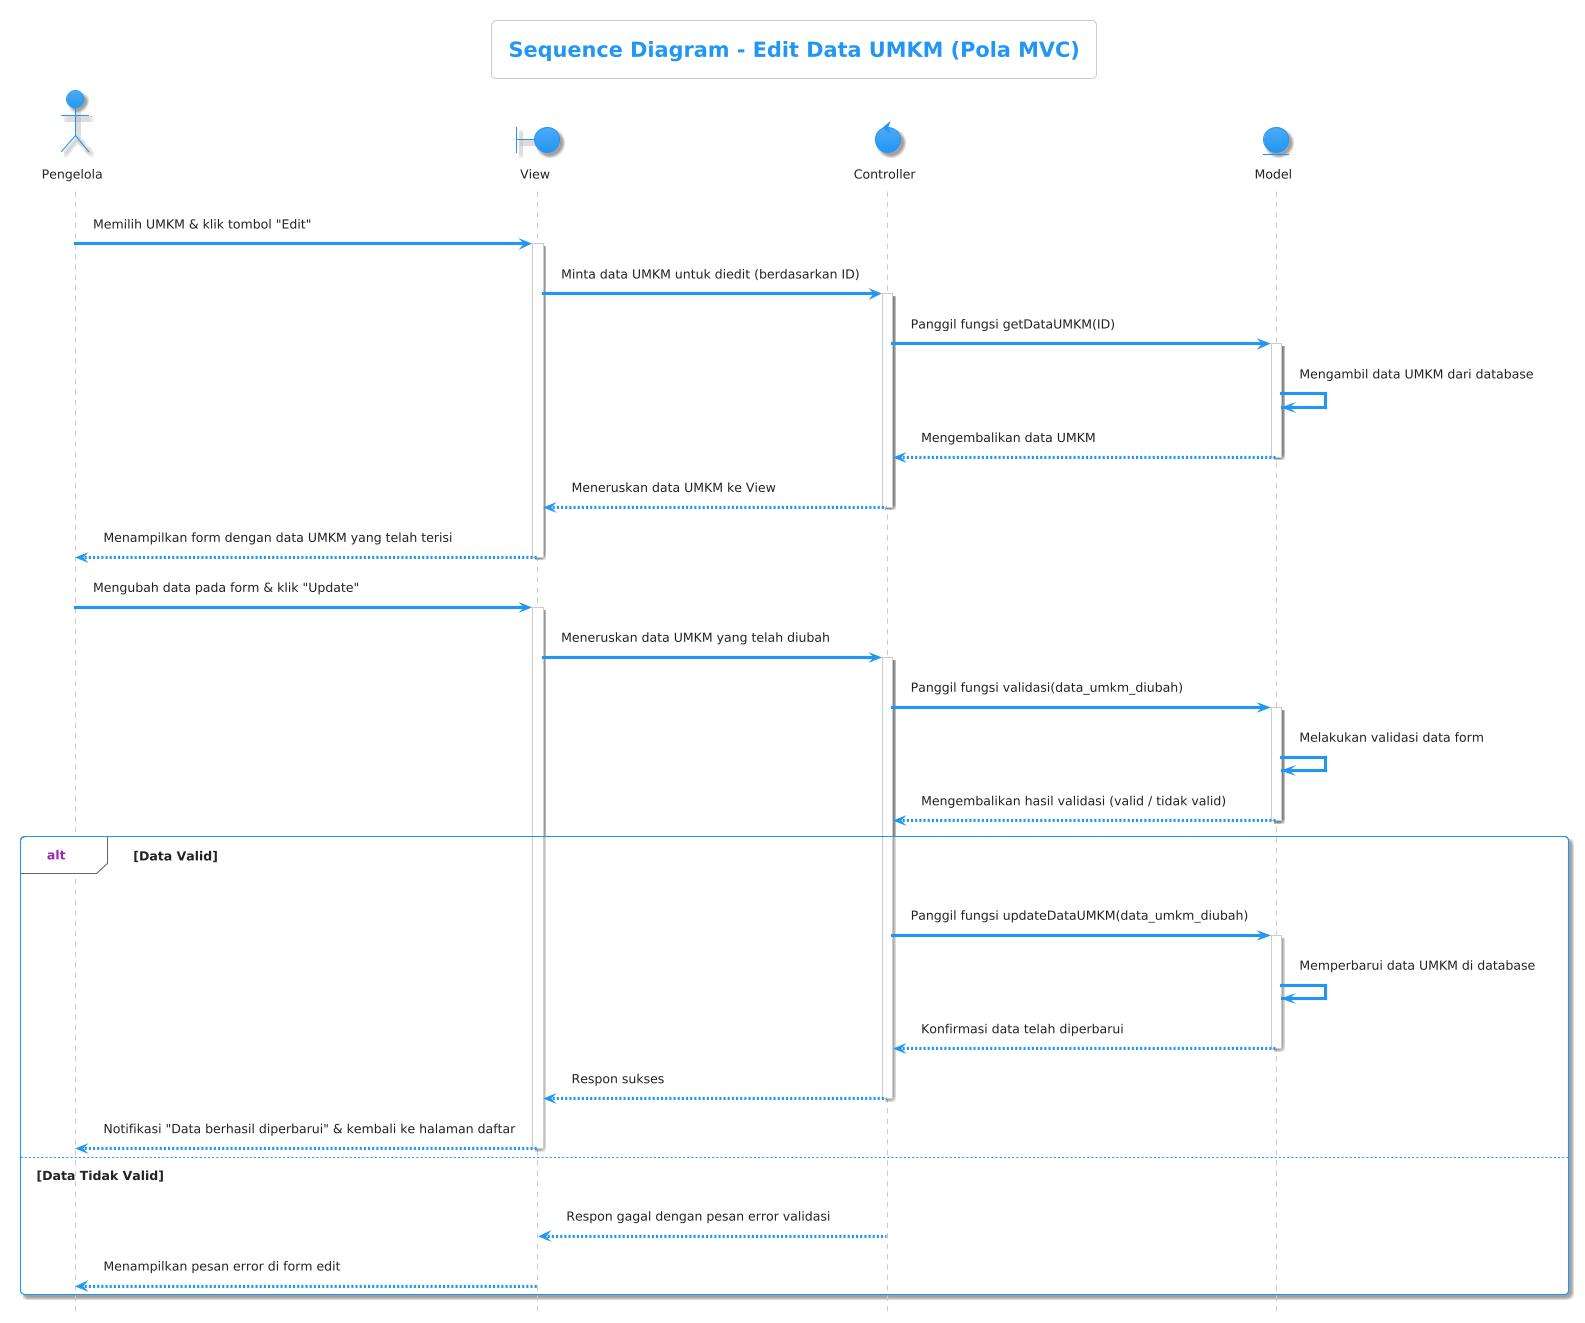 Sequence Diagram - Edit Data UMKM (Pola MVC)
Pengelola
View
Controller
Model
Memilih UMKM & klik tombol "Edit"
Minta data UMKM untuk diedit (berdasarkan ID)
Panggil fungsi getDataUMKM(ID)
Mengambil data UMKM dari database
Mengembalikan data UMKM
Meneruskan data UMKM ke View
Menampilkan form dengan data UMKM yang telah terisi
Mengubah data pada form & klik "Update"
Meneruskan data UMKM yang telah diubah
Panggil fungsi validasi(data_umkm_diubah)
Melakukan validasi data form
Mengembalikan hasil validasi (valid / tidak valid)
alt
[Data Valid]
Panggil fungsi updateDataUMKM(data_umkm_diubah)
Memperbarui data UMKM di database
Konfirmasi data telah diperbarui
Respon sukses
Notifikasi "Data berhasil diperbarui" & kembali ke halaman daftar
[Data Tidak Valid]
Respon gagal dengan pesan error validasi
Menampilkan pesan error di form edit